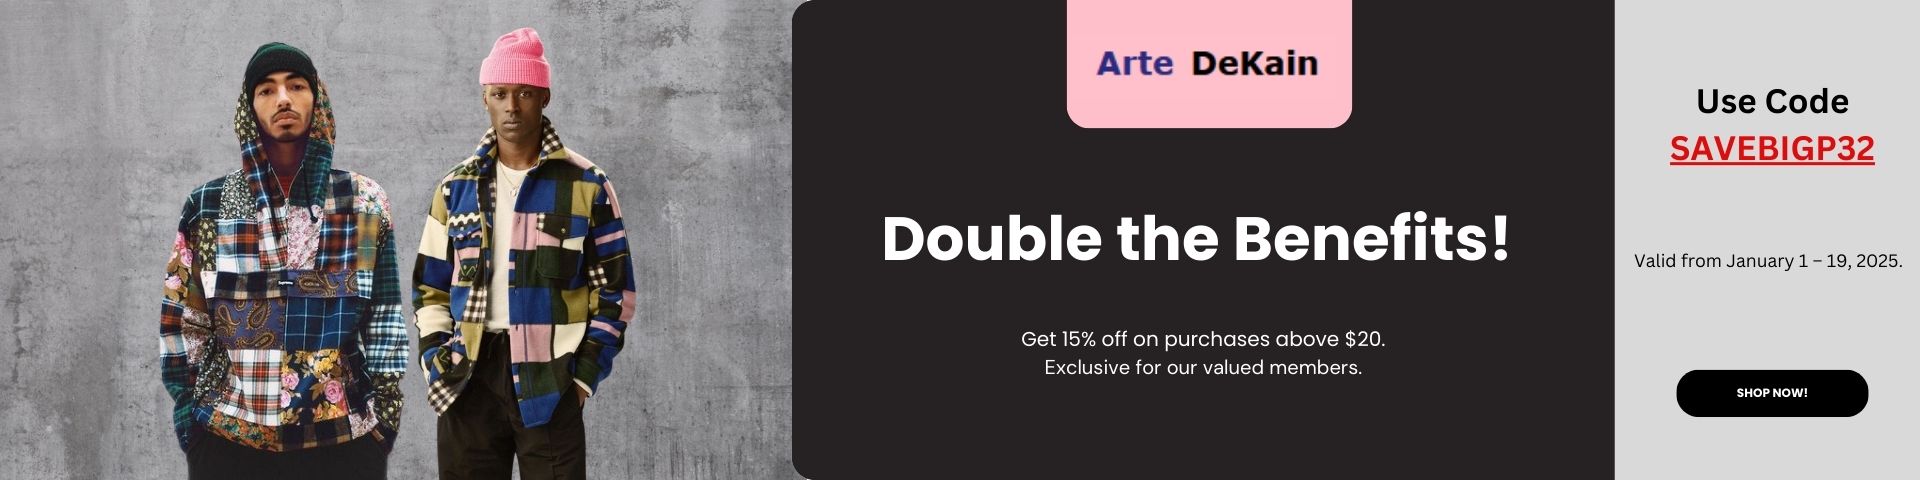 Arte DeKain
Double the Benefits!
Get 15% off on purchases above $20.
Exclusive for our valued members.
Use Code
SAVEBIGP32
Valid from January 1 – 19, 2025.
SHOP NOW!